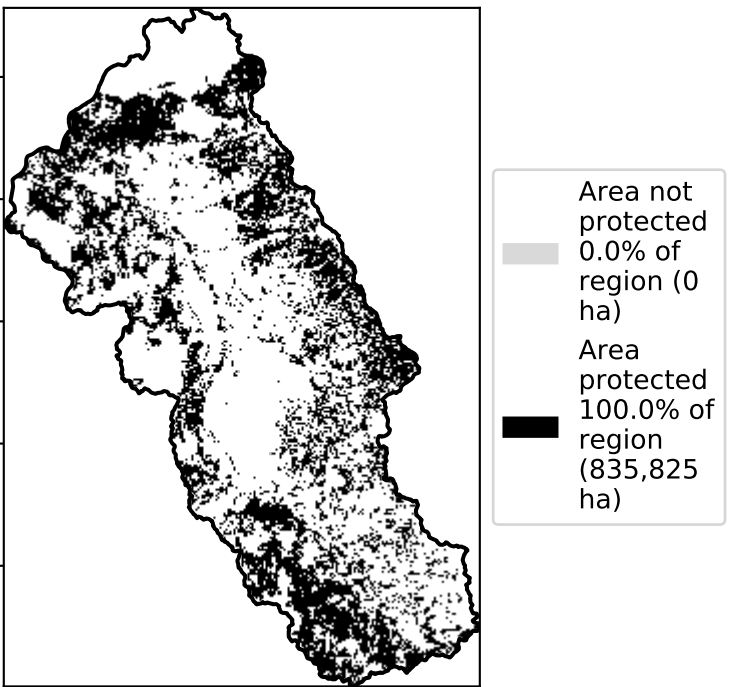 Area not
protected
0.0% of
region (0
ha)
Area
protected
100.0% of
region
(835,825
ha)